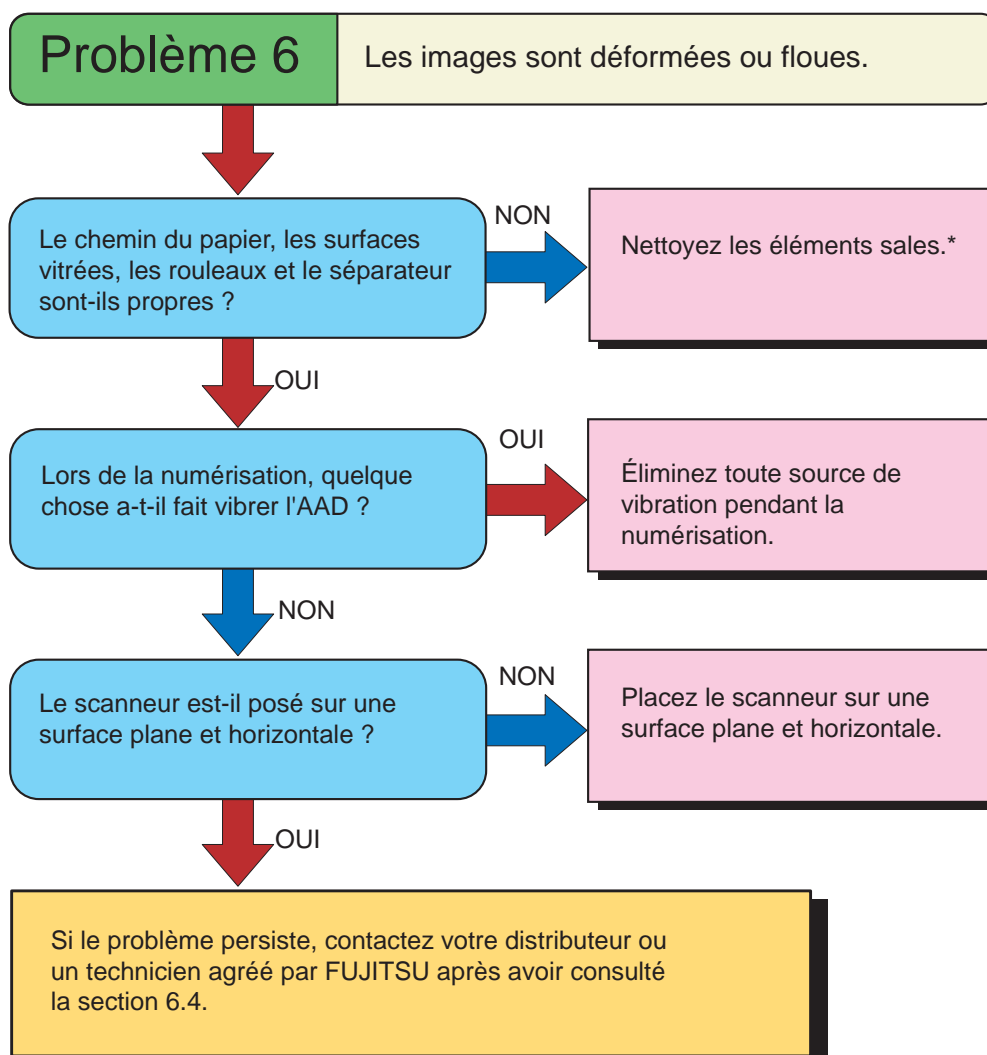 Problème 6
Les images sont déformées ou floues.
Le chemin du papier, les surfaces
vitrées, les rouleaux et le séparateur
sont-ils propres ?
NON
Nettoyez les éléments sales.*
OUI
Lors de la numérisation, quelque
chose a-t-il fait vibrer l'AAD ?
OUI
Éliminez toute source de
vibration pendant la
numérisation.
NON
Le scanneur est-il posé sur une
surface plane et horizontale ?
NON
Placez le scanneur sur une
surface plane et horizontale.
OUI
Si le problème persiste, contactez votre distributeur ou
un technicien agréé par FUJITSU après avoir consulté
la section 6.4.